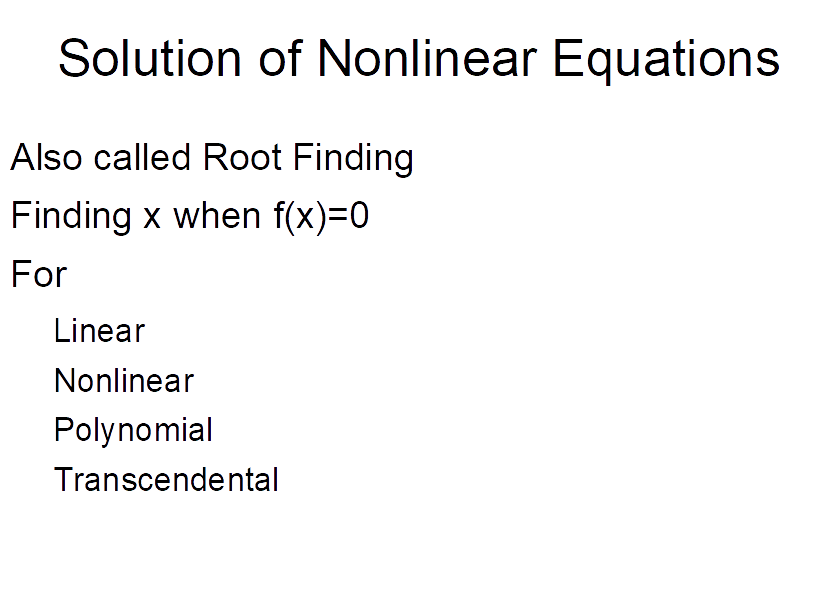 Solution of Nonlinear Equations
Also called Root Finding
Finding x when f(x)=0
For
Linear
Nonlinear
Polynomial
Transcendental